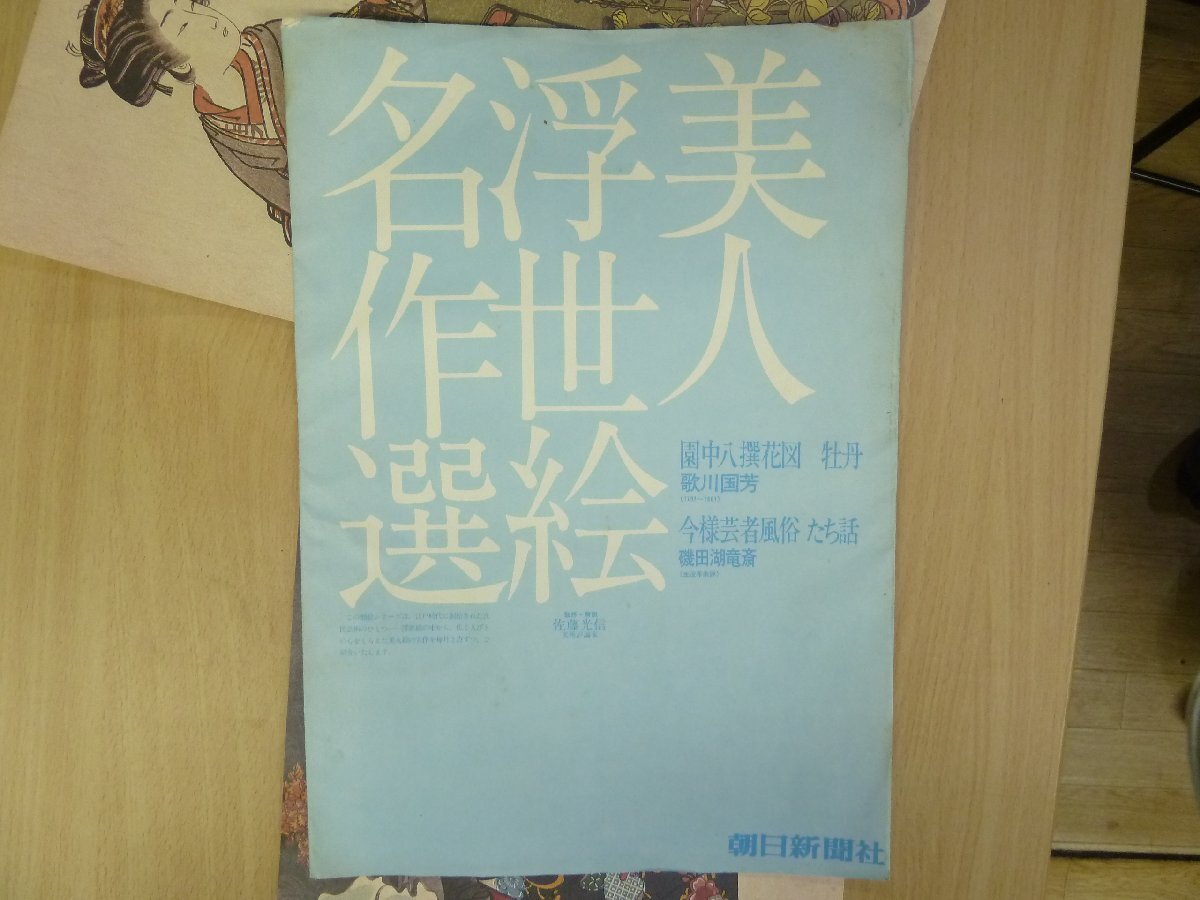 美人
浮世絵
名作選
園中八撰花図 牡丹
歌川国芳
今様芸者風俗 たち話
磯田湖竜斎
佐藤光信
朝日新聞社